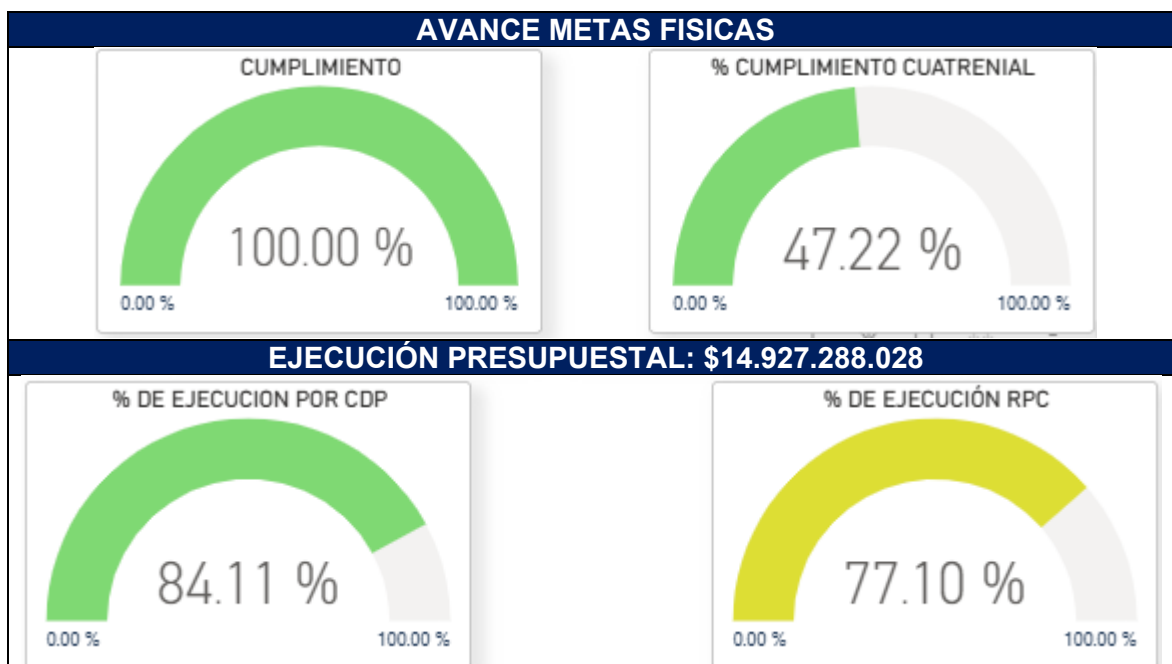 AVANCE METAS FISICAS
CUMPLIMIENTO
% CUMPLIMIENTO CUATRENIAL
100.00 %
47.22 %
0.00 %
100.00 %
0.00 %
100.00 %
EJECUCIÓN PRESUPUESTAL: $14.927.288.028
% DE EJECUCION POR CDP
% DE EJECUCIÓN RPC
84.11 %
77.10 %
0.00 %
100.00 %
0.00 %
100.00 %